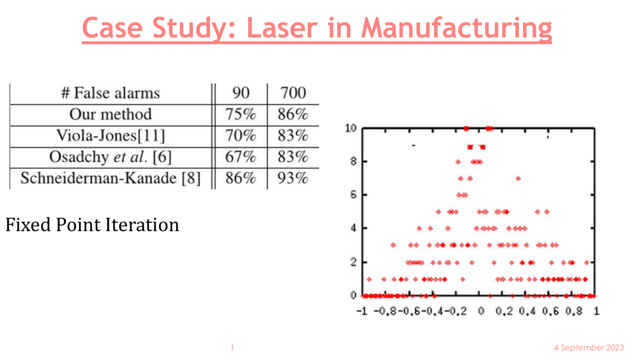 Case Study: Laser in Manufacturing
# False alarms 90 700
Our method 75% 86%
Viola-Jones[11] 70% 83%
Osadchy et al. [6] 67% 83%
Schneiderman-Kanade [8] 86% 93%
Fixed Point Iteration
10
8
6
4
2
0
-1 -0.8 -0.6 -0.4 -0.2 0 0.2 0.4 0.6 0.8 1
1 4 September 2023